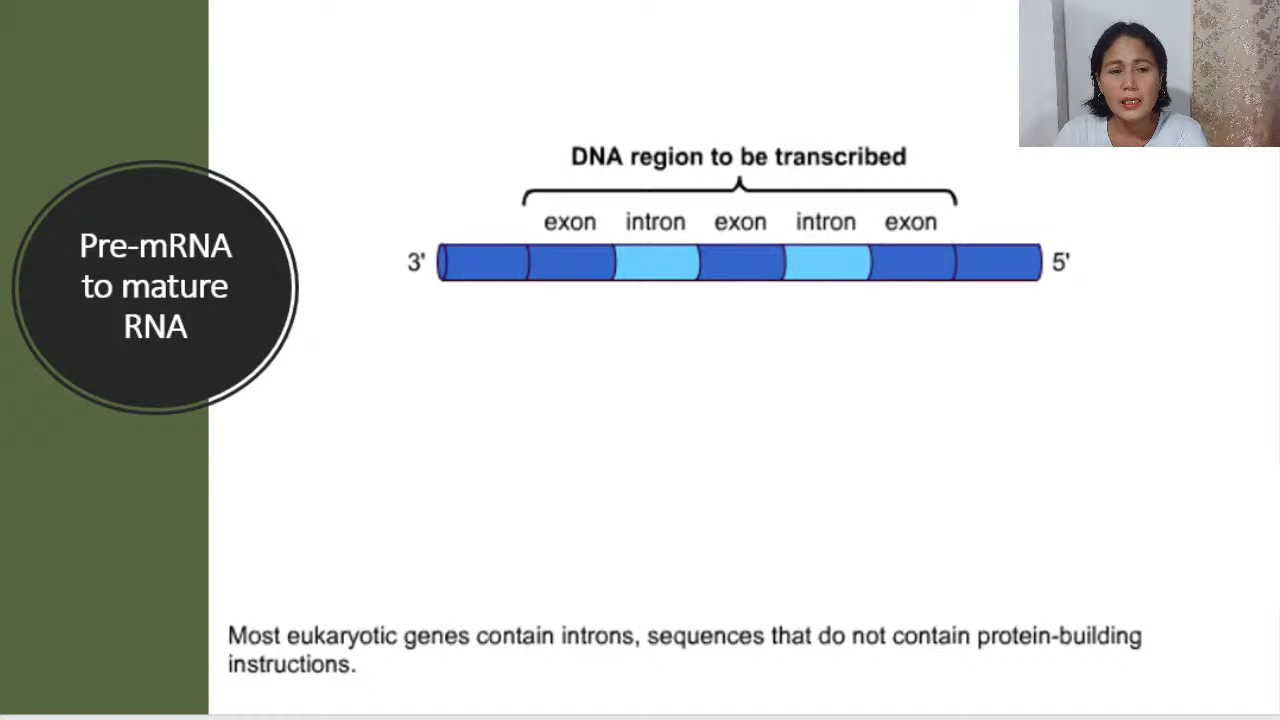 Pre-mRNA
to mature
RNA
DNA region to be transcribed
exon intron exon intron exon
3' 5'
Most eukaryotic genes contain introns, sequences that do not contain protein-building
instructions.